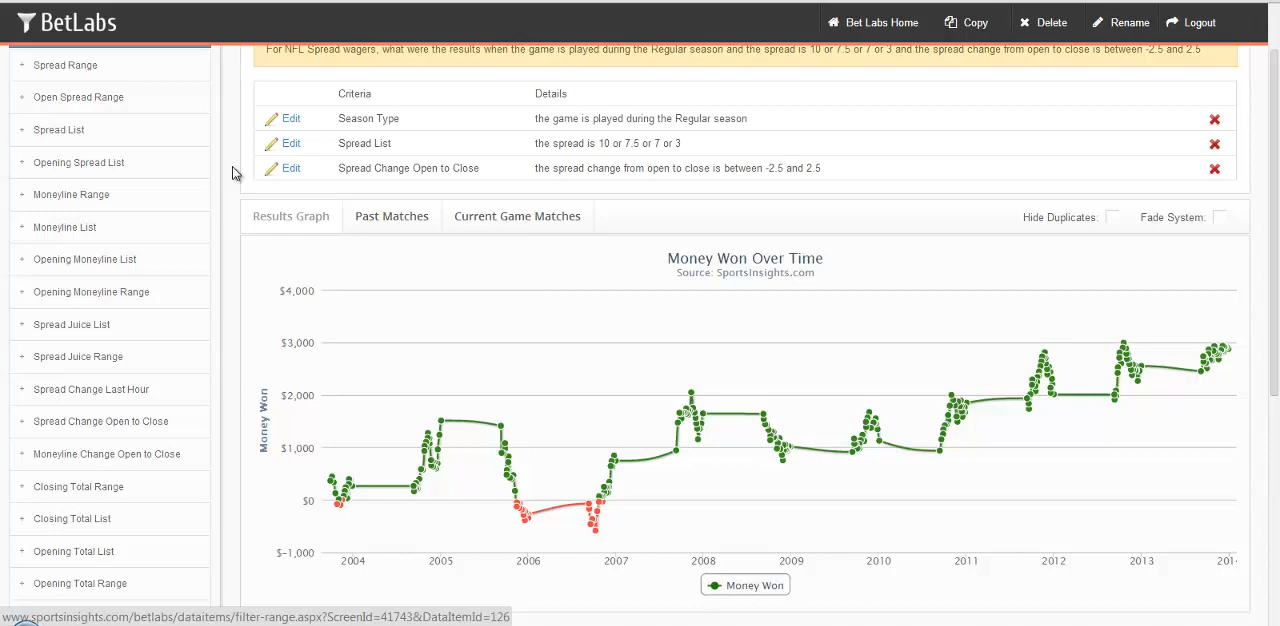 BetLabs
Bet Labs Home
Copy
Delete
Rename
Logout
For NFL Spread wagers, what were the results when the game is played during the Regular season and the spread is 10 or 7.5 or 7 or 3 and the spread change from open to close is between -2.5 and 2.5
Criteria Details
Edit Season Type the game is played during the Regular season
Edit Spread List the spread is 10 or 7.5 or 7 or 3
Edit Spread Change Open to Close the spread change from open to close is between -2.5 and 2.5
+ Spread Range
+ Open Spread Range
+ Spread List
+ Opening Spread List
+ Moneyline Range
+ Moneyline List
+ Opening Moneyline List
+ Opening Moneyline Range
+ Spread Juice List
+ Spread Juice Range
+ Spread Change Last Hour
+ Spread Change Open to Close
+ Moneyline Change Open to Close
+ Closing Total Range
+ Closing Total List
+ Opening Total List
+ Opening Total Range
Results Graph
Past Matches
Current Game Matches
Hide Duplicates:
Fade System:
Money Won Over Time
Source: SportsInsights.com
Money Won
$4,000
$3,000
$2,000
$1,000
$0
$-1,000
2004 2005 2006 2007 2008 2009 2010 2011 2012 2013 201
Money Won
www.sportsinsights.com/betlabs/dataitems/filter-range.aspx?ScreenId=41743&DataItemId=126